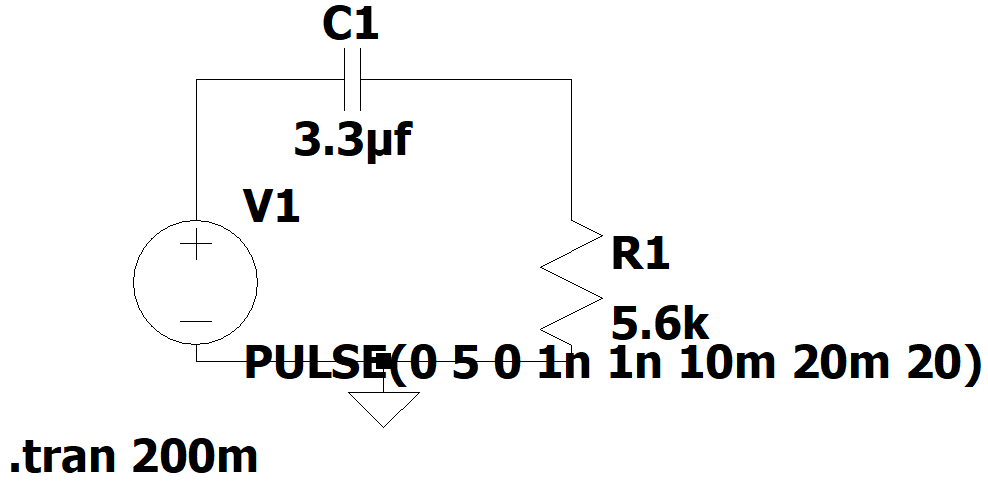 C1
3.3µf
V1
R1
5.6k
PULSE(0 5 0 1n 1n 10m 20m 20)
.tran 200m